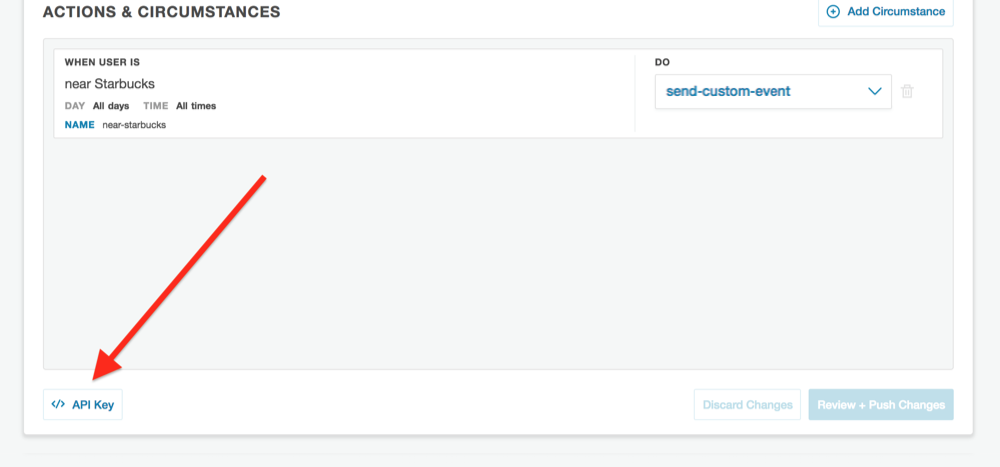 ACTIONS & CIRCUMSTANCES
Add Circumstance
WHEN USER IS
near Starbucks
DAY All days TIME All times
NAME near-starbucks
DO
send-custom-event
</> API Key
Discard Changes
Review + Push Changes